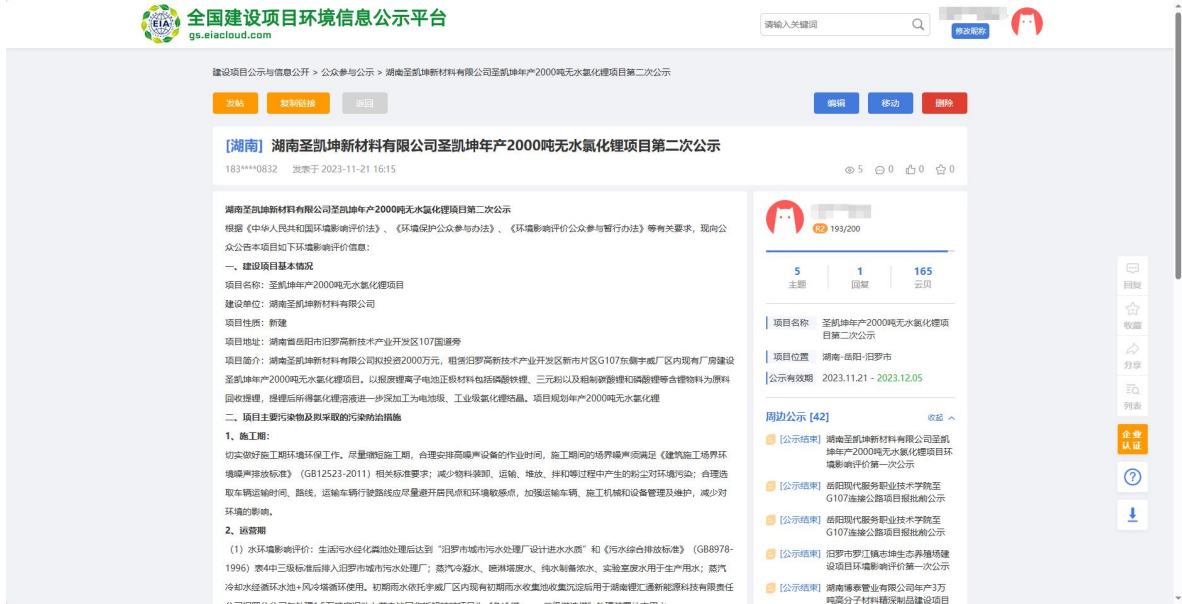 全国建设项目环境信息公示平台
gs.eiacloud.com
EIA
请输入关键词
修改昵称
建设项目公示与信息公开 > 公众参与公示 > 湖南圣凯坤新材料有限公司圣凯坤年产2000吨无水氯化锂项目第二次公示
发帖
复制链接
返回
编辑
移动
删除
[湖南] 湖南圣凯坤新材料有限公司圣凯坤年产2000吨无水氯化锂项目第二次公示
183****0832 发表于 2023-11-21 16:15
5 0 0 0
湖南圣凯坤新材料有限公司圣凯坤年产2000吨无水氯化锂项目第二次公示
根据《中华人民共和国环境影响评价法》、《环境保护公众参与办法》、《环境影响评价公众参与暂行办法》等有关要求，现向公
众公告本项目如下环境影响评价信息：
一、建设项目基本情况
项目名称：圣凯坤年产2000吨无水氯化锂项目
建设单位：湖南圣凯坤新材料有限公司
项目性质：新建
项目地址：湖南省岳阳市汨罗高新技术产业开发区107国道旁
项目简介：湖南圣凯坤新材料有限公司拟投资2000万元，租赁汨罗高新技术产业开发区新市片区G107东侧宇威厂区内现有厂房建设
圣凯坤年产2000吨无水氯化锂项目。以报废锂离子电池正极材料包括磷酸铁锂、三元粉以及粗制碳酸锂和磷酸锂等含锂物料为原料
回收提锂，提锂后所得氯化锂溶液进一步深加工为电池级、工业级氯化锂结晶。项目规划年产2000吨无水氯化锂
二、项目主要污染物及拟采取的污染防治措施
1、施工期：
切实做好施工期环境环保工作。尽量缩短施工期，合理安排高噪声设备的作业时间，施工期间的场界噪声须满足《建筑施工场界环
境噪声排放标准》（GB12523-2011）相关标准要求；减少物料装卸、运输、堆放、拌和等过程中产生的粉尘对环境污染；合理选
取车辆运输时间、路线，运输车辆行驶路线应尽量避开居民点和环境敏感点，加强运输车辆、施工机械和设备管理及维护，减少对
环境的影响。
2、运营期
（1）水环境影响评价：生活污水经化粪池处理后达到“汨罗市城市污水处理厂设计进水水质”和《污水综合排放标准》（GB8978-
1996）表4中三级标准后排入汨罗市城市污水处理厂；蒸汽冷凝水、喷淋塔废水、纯水制备浓水、实验室废水用于生产用水；蒸汽
冷却水经循环水池+风冷塔循环使用。初期雨水依托宇威厂区内现有初期雨水收集池收集沉淀后用于湖南锂汇通新能源科技有限责任
R2 193/200
5
主题
1
回复
165
云贝
项目名称 圣凯坤年产2000吨无水氯化锂项
目第二次公示
项目位置 湖南-岳阳-汨罗市
公示有效期 2023.11.21 - 2023.12.05
周边公示 [42] 收起
[公示结束] 湖南圣凯坤新材料有限公司圣凯
坤年产2000吨无水氯化锂项目环
境影响评价第一次公示
[公示结束] 岳阳现代服务职业技术学院至
G107连接公路项目报批前公示
[公示结束] 岳阳现代服务职业技术学院至
G107连接公路项目报批前公示
[公示结束] 汨罗市罗江镇志坤生态养殖场建
设项目环境影响评价第一次公示
[公示结束] 湖南博泰管业有限公司年产3万
吨高分子材料精深制品建设项目
回复
收藏
分享
列表
企业
认证